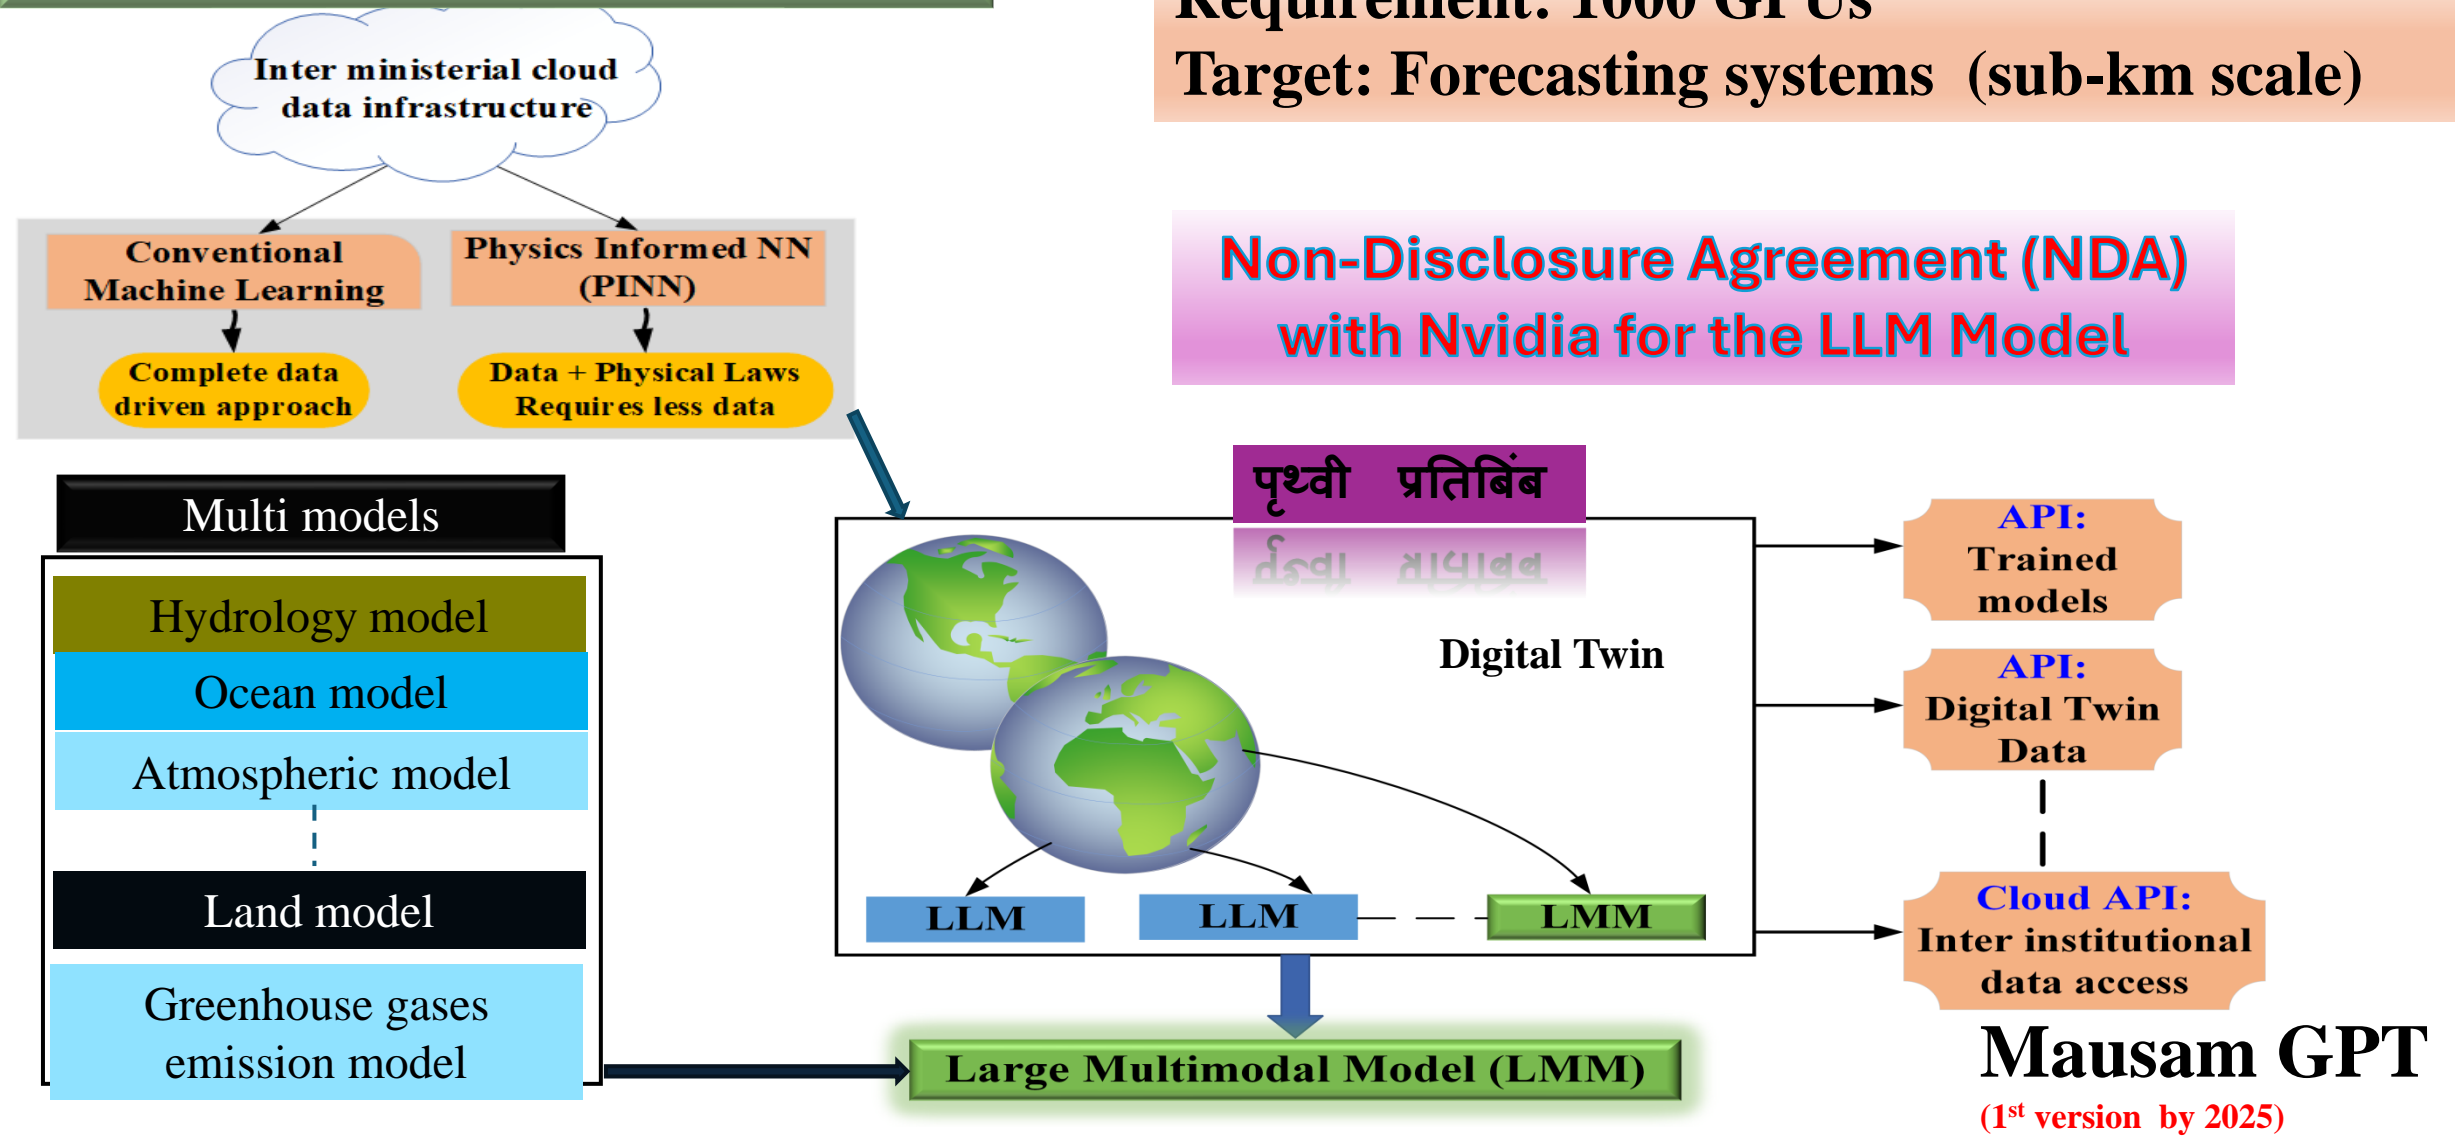 Requirement: 1000 GPUs
Target: Forecasting systems (sub-km scale)
Inter ministerial cloud
data infrastructure
Conventional
Machine Learning
Physics Informed NN
(PINN)
Complete data
driven approach
Data + Physical Laws
Requires less data
Non-Disclosure Agreement (NDA)
with Nvidia for the LLM Model
Multi models
Hydrology model
Ocean model
Atmospheric model
Land model
Greenhouse gases
emission model
पृथ्वी प्रतिबिंब
Digital Twin
LLM
LLM
LMM
Large Multimodal Model (LMM)
API:
Trained
models
API:
Digital Twin
Data
Cloud API:
Inter institutional
data access
Mausam GPT
(1st version by 2025)